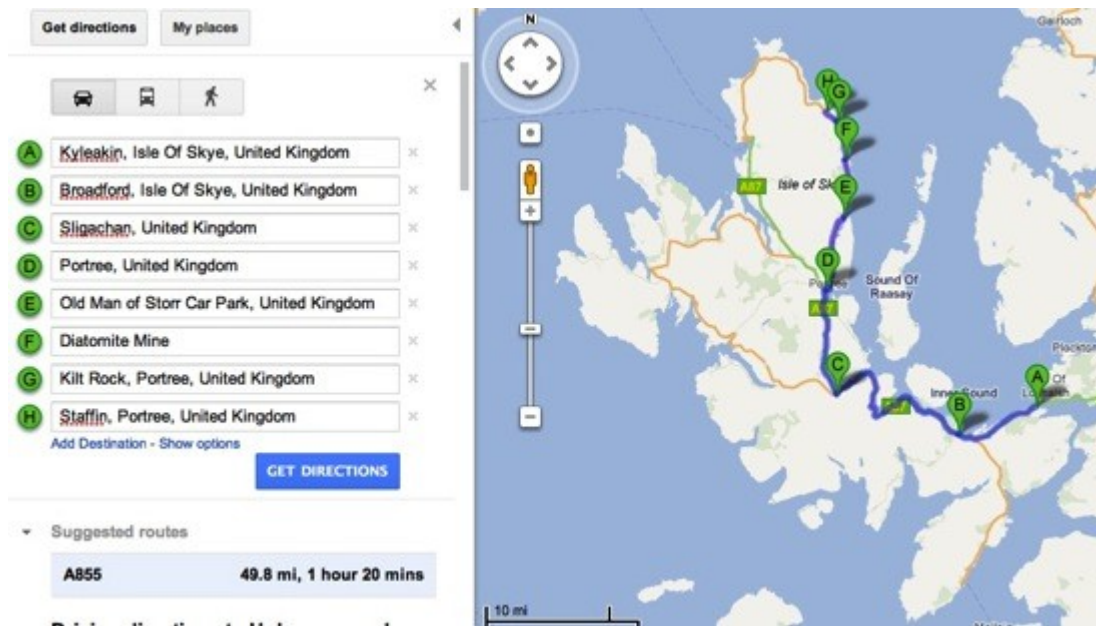 Get directions
My places
A Kyleakin, Isle Of Skye, United Kingdom
B Broadford, Isle Of Skye, United Kingdom
C Sligachan, United Kingdom
D Portree, United Kingdom
E Old Man of Storr Car Park, United Kingdom
F Diatomite Mine
G Kilt Rock, Portree, United Kingdom
H Staffin, Portree, United Kingdom
Add Destination - Show options
GET DIRECTIONS
Suggested routes
A855 49.8 mi, 1 hour 20 mins
N
Gairloch
H
G
F
A87
Isle of
E
D
Sound Of
Raasay
C
Plockton
A
Of
Inner Sound
B
10 mi